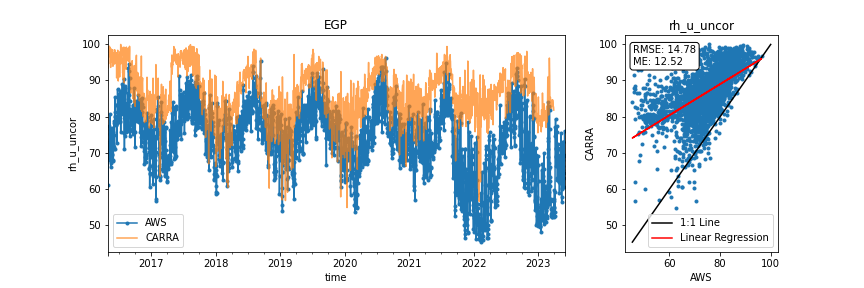 EGP
rh_u_uncor
100
90
80
70
60
50
rh_u_uncor
AWS
CARRA
2017
2018
2019
2020
2021
2022
2023
time
rh_u_uncor
RMSE: 14.78
ME: 12.52
100
90
80
70
60
50
CARRA
1:1 Line
Linear Regression
60
80
100
AWS